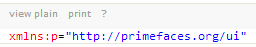 view plain print ?
xmlns:p="http://primefaces.org/ui"